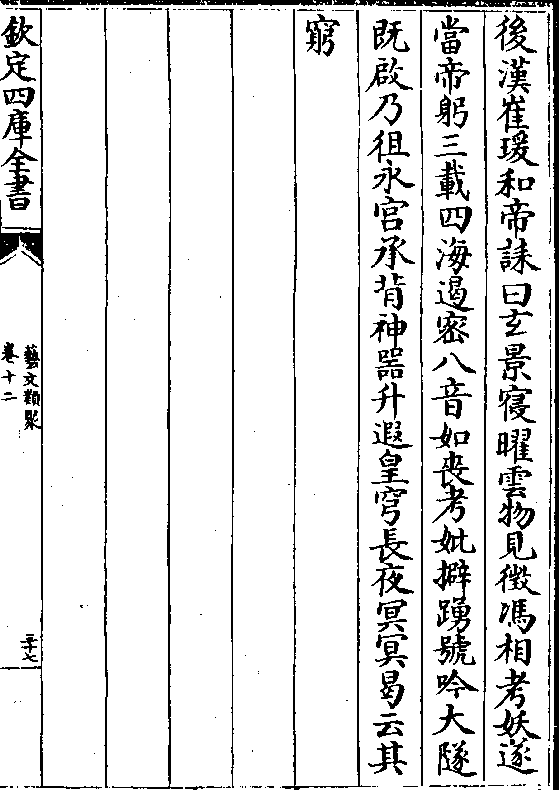 後漢崔瑗和帝誄曰玄景寢曜雲物見徴馮相考妖遂
當帝躬三載四海遏密八音如喪考妣擗踴號吟大隧
既啟乃徂永宫承背神器升遐皇穹長夜冥冥曷云其
窮
欽定四庫全書
藝文類聚
卷十二
三十七